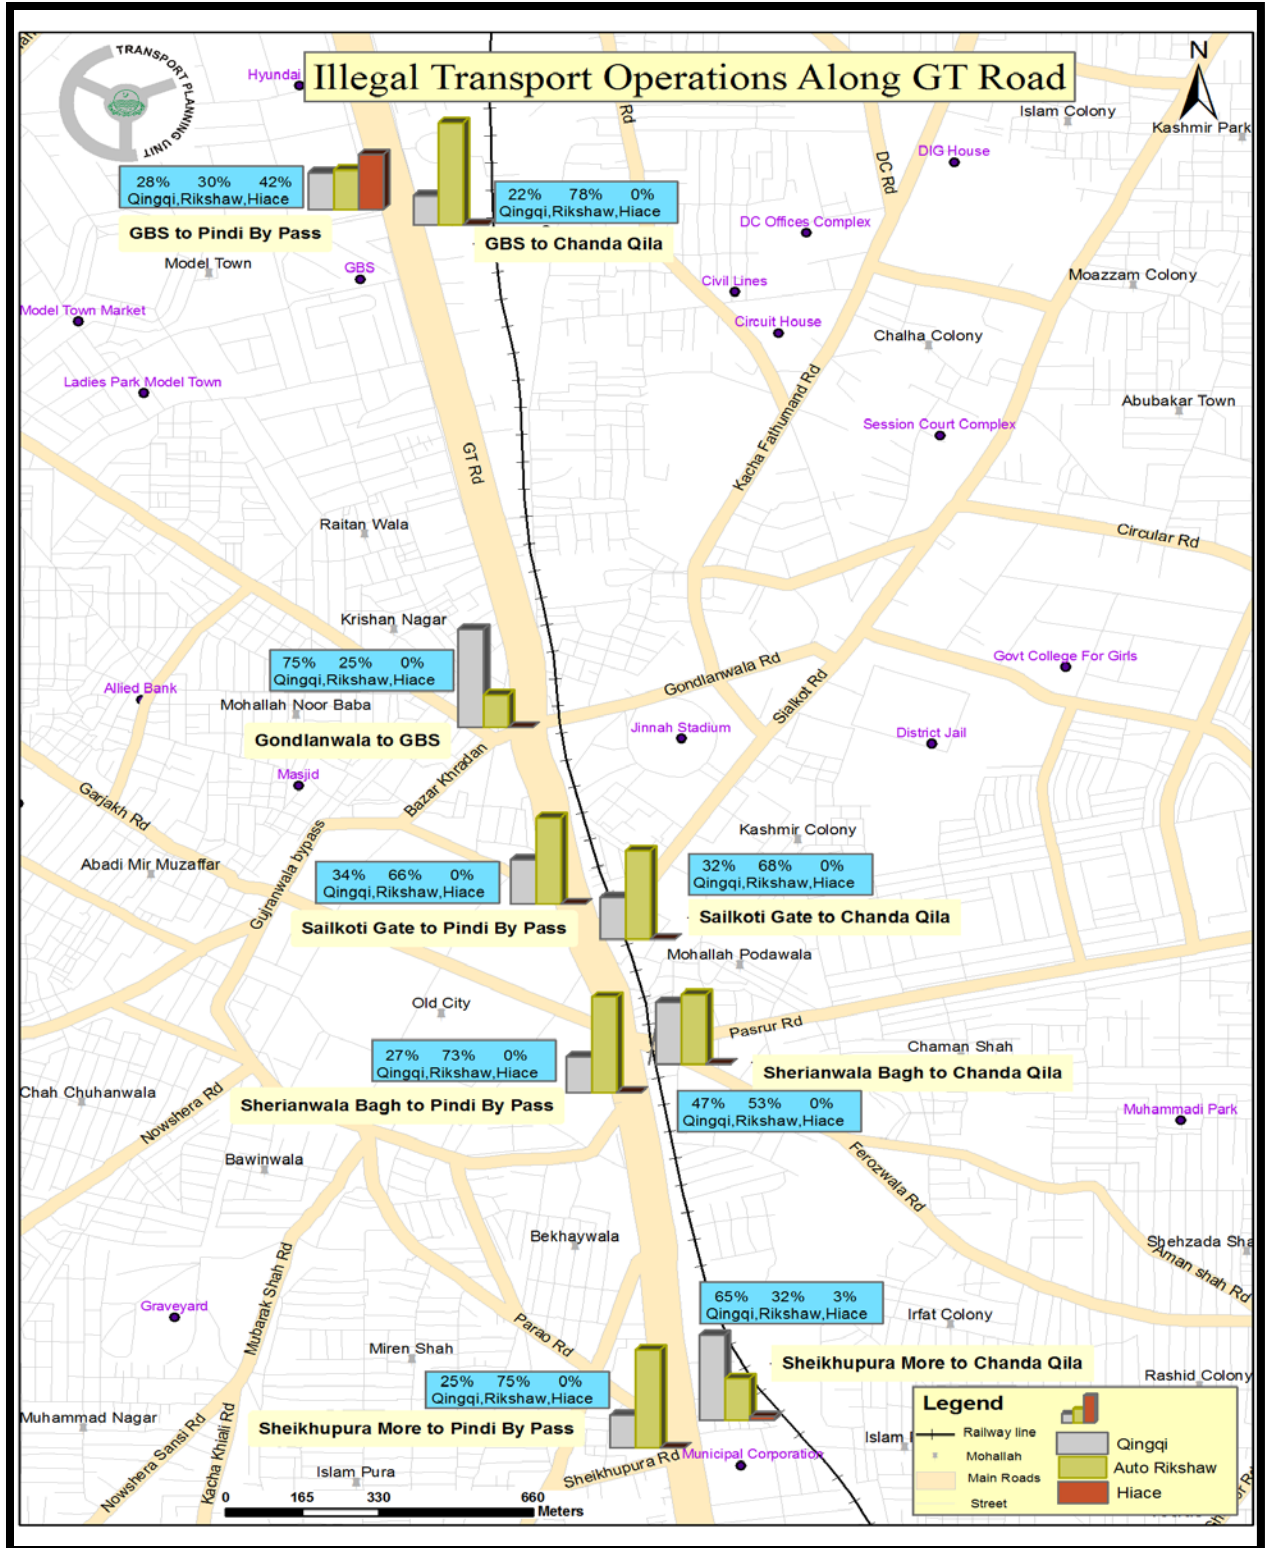 TRANSPORT PLANNING UNIT
Hyundai
Illegal Transport Operations Along GT Road
N
Rd
Islam Colony
Kashmir Park
DIG House
DC Rd
28% 30% 42%
Qingqi,Rikshaw,Hiace
GBS to Pindi By Pass
22% 78% 0%
Qingqi,Rikshaw,Hiace
GBS to Chanda Qila
DC Offices Complex
Model Town
GBS
Civil Lines
Moazzam Colony
Model Town Market
Circuit House
Chalha Colony
Ladies Park Model Town
Kacha Fathumand Rd
Abubakar Town
Session Court Complex
GT Rd
Raitan Wala
Circular Rd
Krishan Nagar
75% 25% 0%
Qingqi,Rikshaw,Hiace
Gondlanwala Rd
Govt College For Girls
Allied Bank
Mohallah Noor Baba
Sialkot Rd
Gondlanwala to GBS
Jinnah Stadium
District Jail
Masjid
Bazar Khradan
Garjakh Rd
Gujranwala bypass
Kashmir Colony
Abadi Mir Muzaffar
34% 66% 0%
Qingqi,Rikshaw,Hiace
32% 68% 0%
Qingqi,Rikshaw,Hiace
Sailkoti Gate to Pindi By Pass
Sailkoti Gate to Chanda Qila
Mohallah Podawala
Old City
Pasrur Rd
27% 73% 0%
Qingqi,Rikshaw,Hiace
Chaman Shah
Sherianwala Bagh to Chanda Qila
Chah Chuhanwala
Nowshera Rd
Sherianwala Bagh to Pindi By Pass
47% 53% 0%
Qingqi,Rikshaw,Hiace
Muhammadi Park
Bawinwala
Ferozwala Rd
Bekhaywala
Shehzada Sha
Aman shah Rd
Mubarak Shah Rd
65% 32% 3%
Qingqi,Rikshaw,Hiace
Graveyard
Irfat Colony
Parao Rd
Miren Shah
Sheikhupura More to Chanda Qila
25% 75% 0%
Qingqi,Rikshaw,Hiace
Rashid Colony
Muhammad Nagar
Sheikhupura More to Pindi By Pass
Nowshera Sansi Rd
Kacha Khiali Rd
Islam
Municipal Corporation
Sheikhupura Rd
Islam Pura
Legend
Railway line
Mohallah
Main Roads
Street
Qingqi
Auto Rikshaw
Hiace
0 165 330 660
Meters